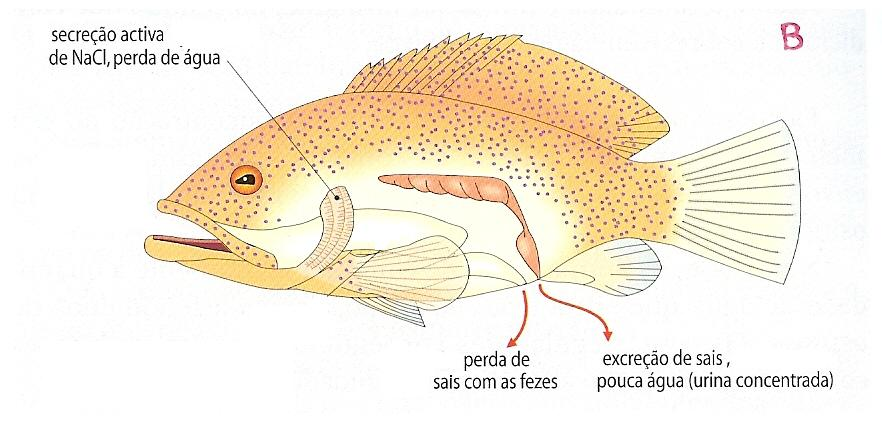 secreção activa
de NaCl, perda de água
B
perda de
sais com as fezes
excreção de sais ,
pouca água (urina concentrada)